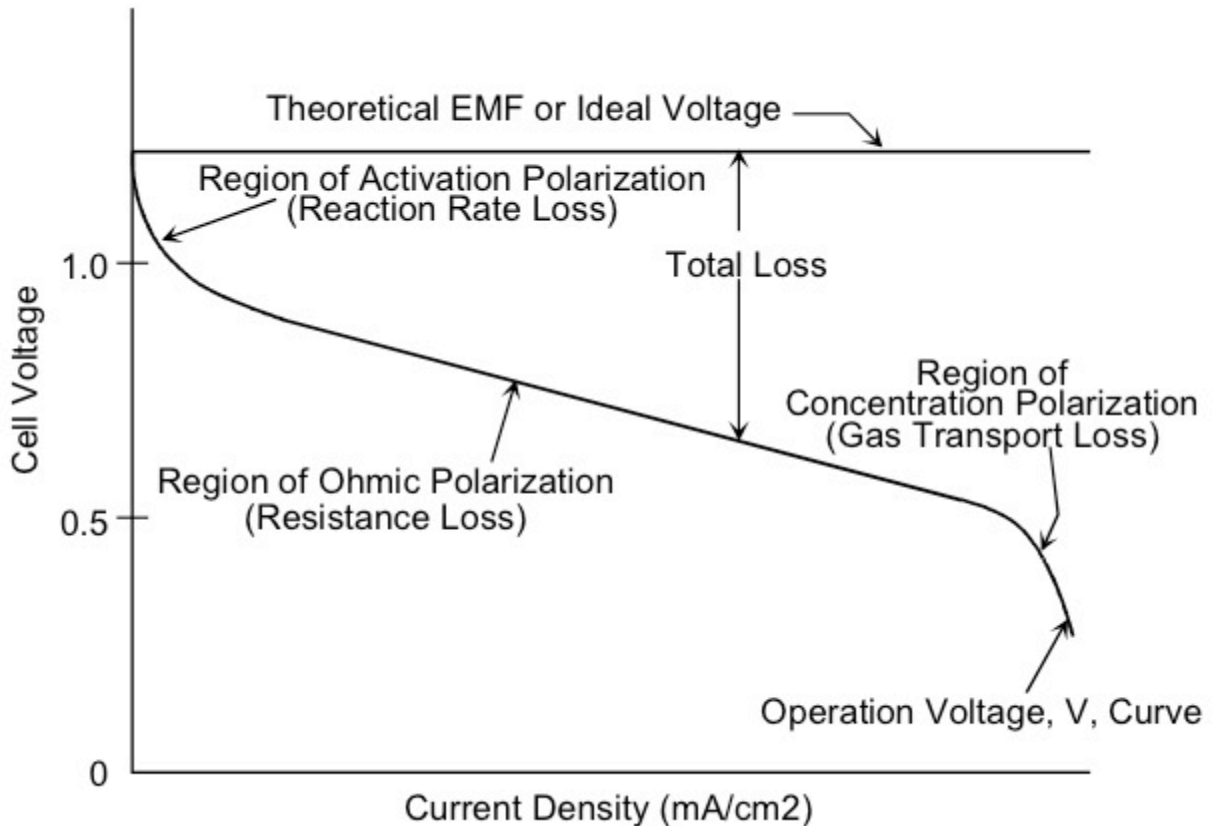 Theoretical EMF or Ideal Voltage
Region of Activation Polarization
(Reaction Rate Loss)
1.0
Total Loss
Cell Voltage
Region of
Concentration Polarization
(Gas Transport Loss)
Region of Ohmic Polarization
(Resistance Loss)
0.5
Operation Voltage, V, Curve
0
Current Density (mA/cm2)